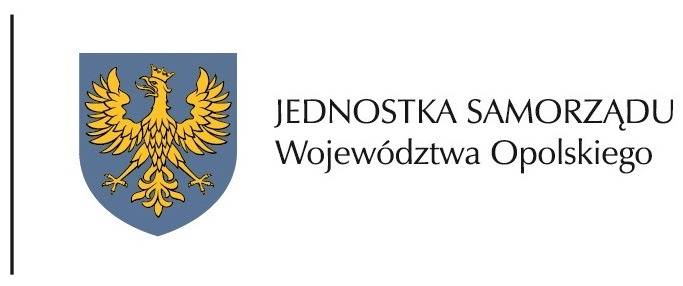 JEDNOSTKA SAMORZĄDU
Województwa Opolskiego